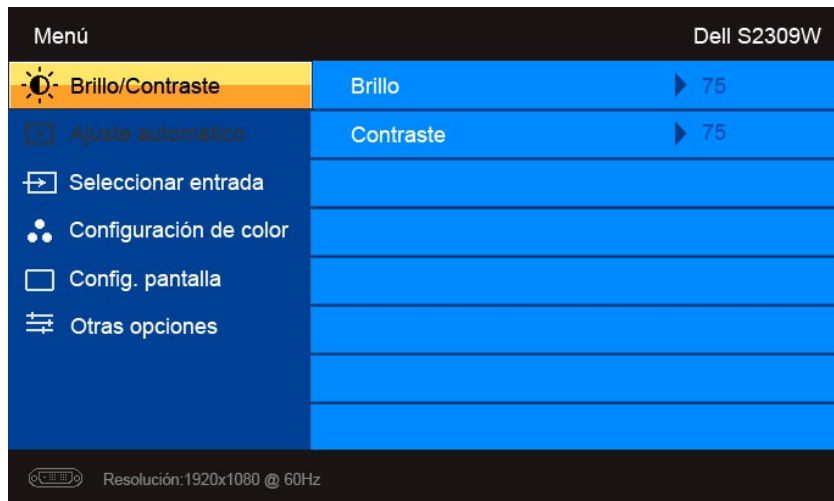 Menú Dell S2309W
Brillo/Contraste Brillo 75
Ajuste automático Contraste 75
Seleccionar entrada
Configuración de color
Config. pantalla
Otras opciones
Resolución:1920x1080 @ 60Hz